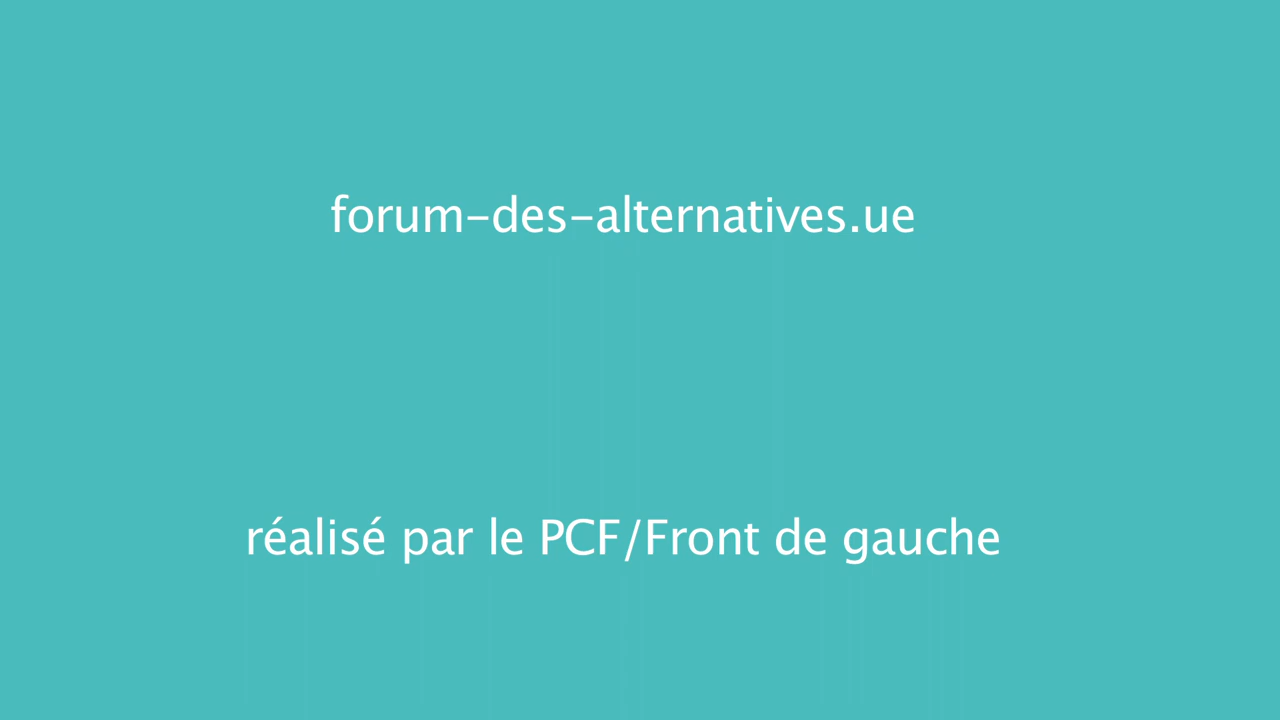 forum-des-alternatives.ue
réalisé par le PCF/Front de gauche